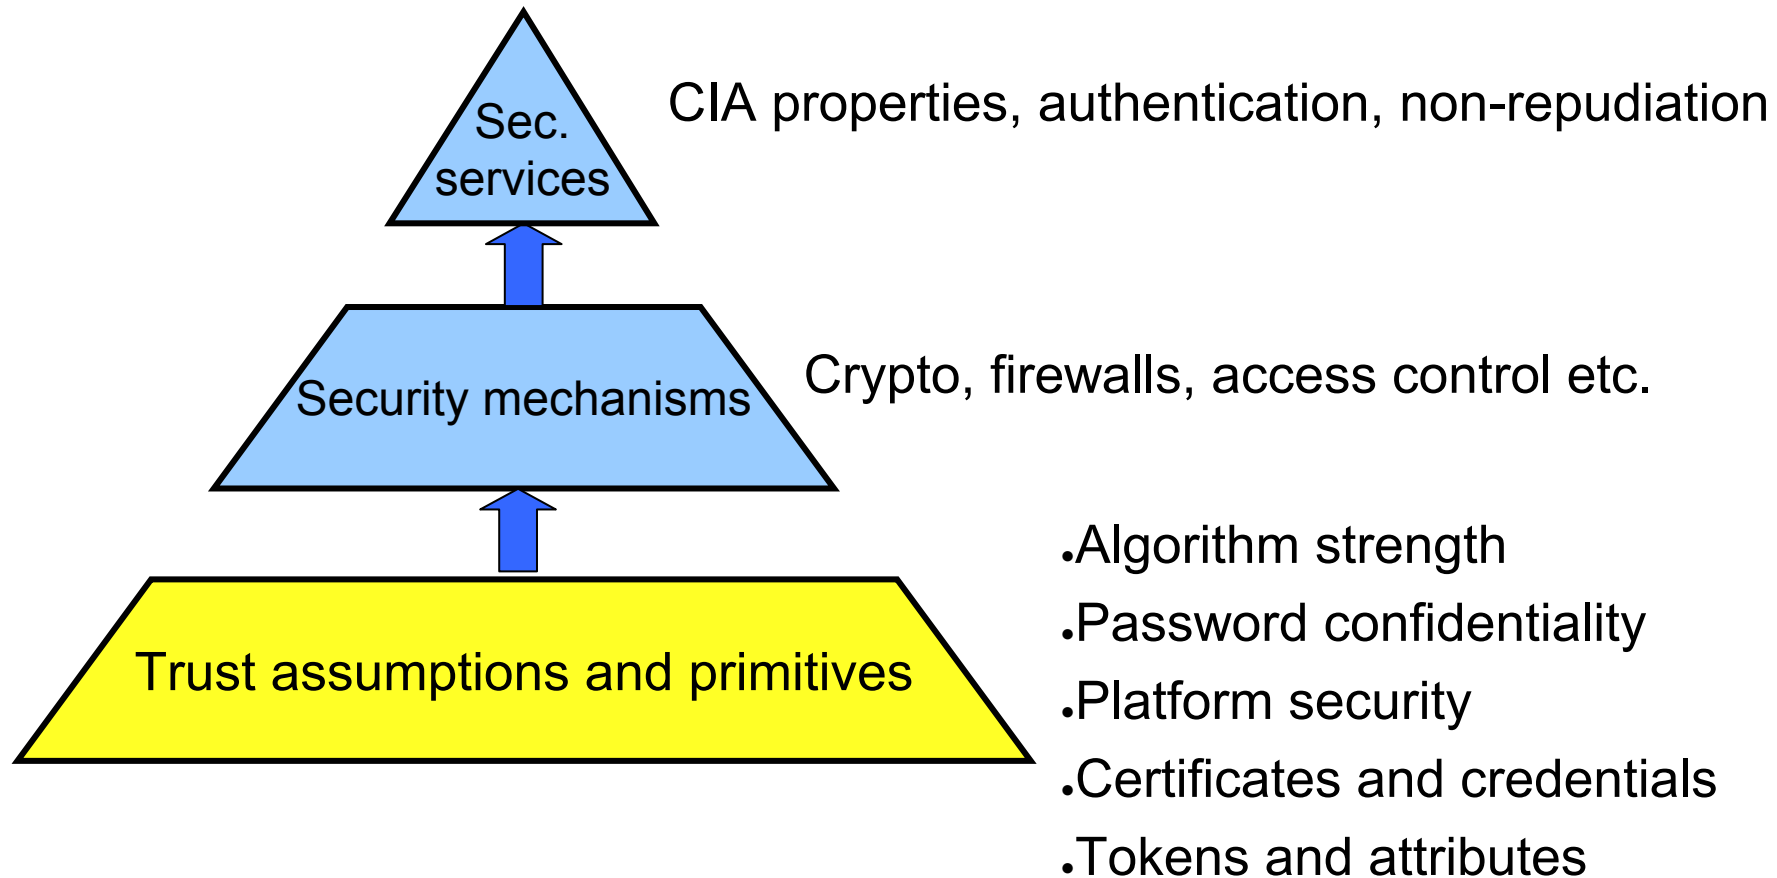 Sec.
services
CIA properties, authentication, non-repudiation
Security mechanisms
Crypto, firewalls, access control etc.
Trust assumptions and primitives
•Algorithm strength
•Password confidentiality
•Platform security
•Certificates and credentials
•Tokens and attributes